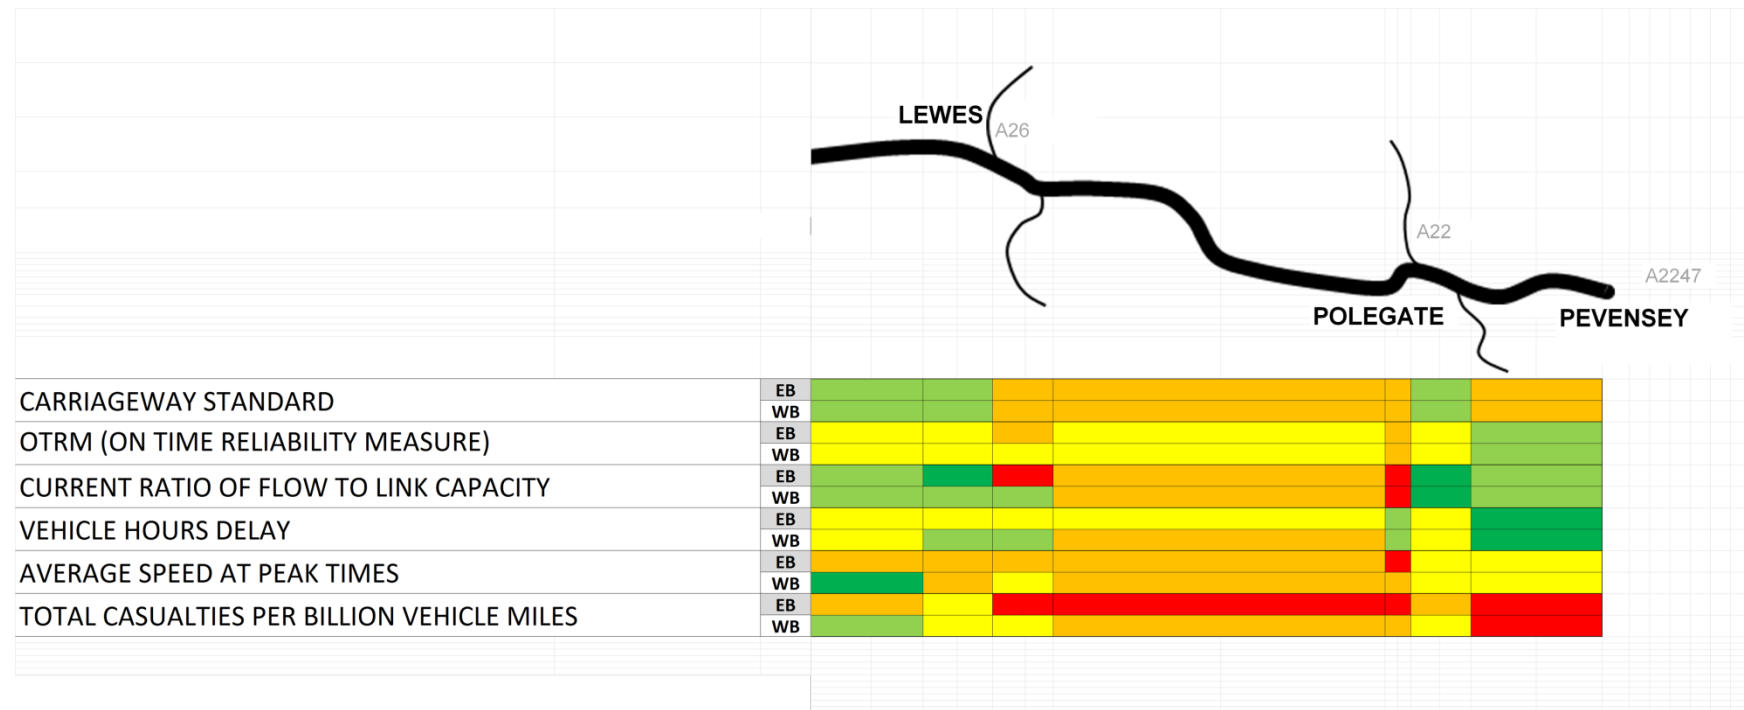 LEWES
A26
A22
A2247
POLEGATE
PEVENSEY
CARRIAGEWAY STANDARD
EB
WB
OTRM (ON TIME RELIABILITY MEASURE)
EB
WB
CURRENT RATIO OF FLOW TO LINK CAPACITY
EB
WB
VEHICLE HOURS DELAY
EB
WB
AVERAGE SPEED AT PEAK TIMES
EB
WB
TOTAL CASUALTIES PER BILLION VEHICLE MILES
EB
WB